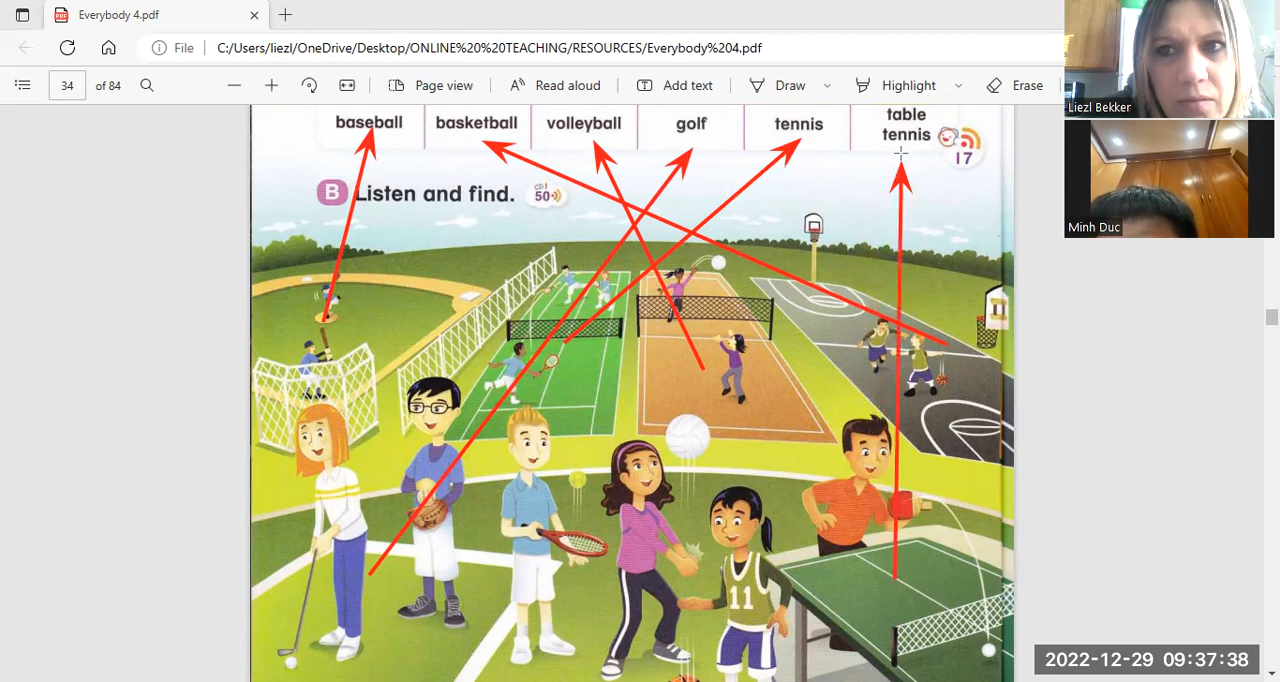 Everybody 4.pdf
File C:/Users/liezl/OneDrive/Desktop/ONLINE%20%20TEACHING/RESOURCES/Everybody%204.pdf
34 of 84 Page view Read aloud Add text Draw Highlight Erase
Liezl Bekker
Minh Duc
baseball basketball volleyball golf tennis table tennis
17
B Listen and find. CD1 50
11
2022-12-29 09:37:38